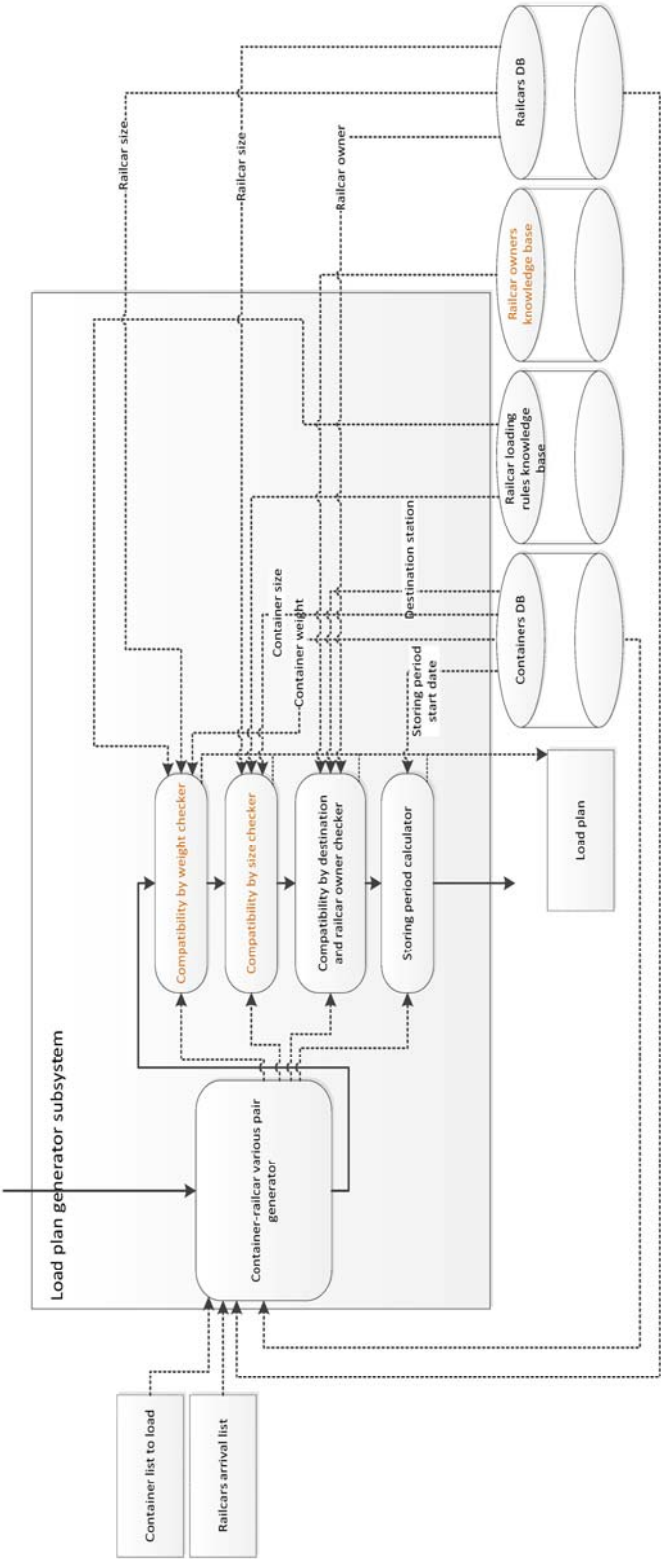 Load plan generator subsystem
Container list to load
Railcars arrival list
Container-railcar various pair
generator
Compatibility by weight checker
Compatibility by size checker
Compatibility by destination
and railcar owner checker
Storing period calculator
Railcar size
Railcar size
Railcar owner
Container size
Container weight
Destination station
Storing period
start date
Load plan
Containers DB
Railcar loading
rules knowledge
base
Railcar owners
knowledge base
Railcars DB